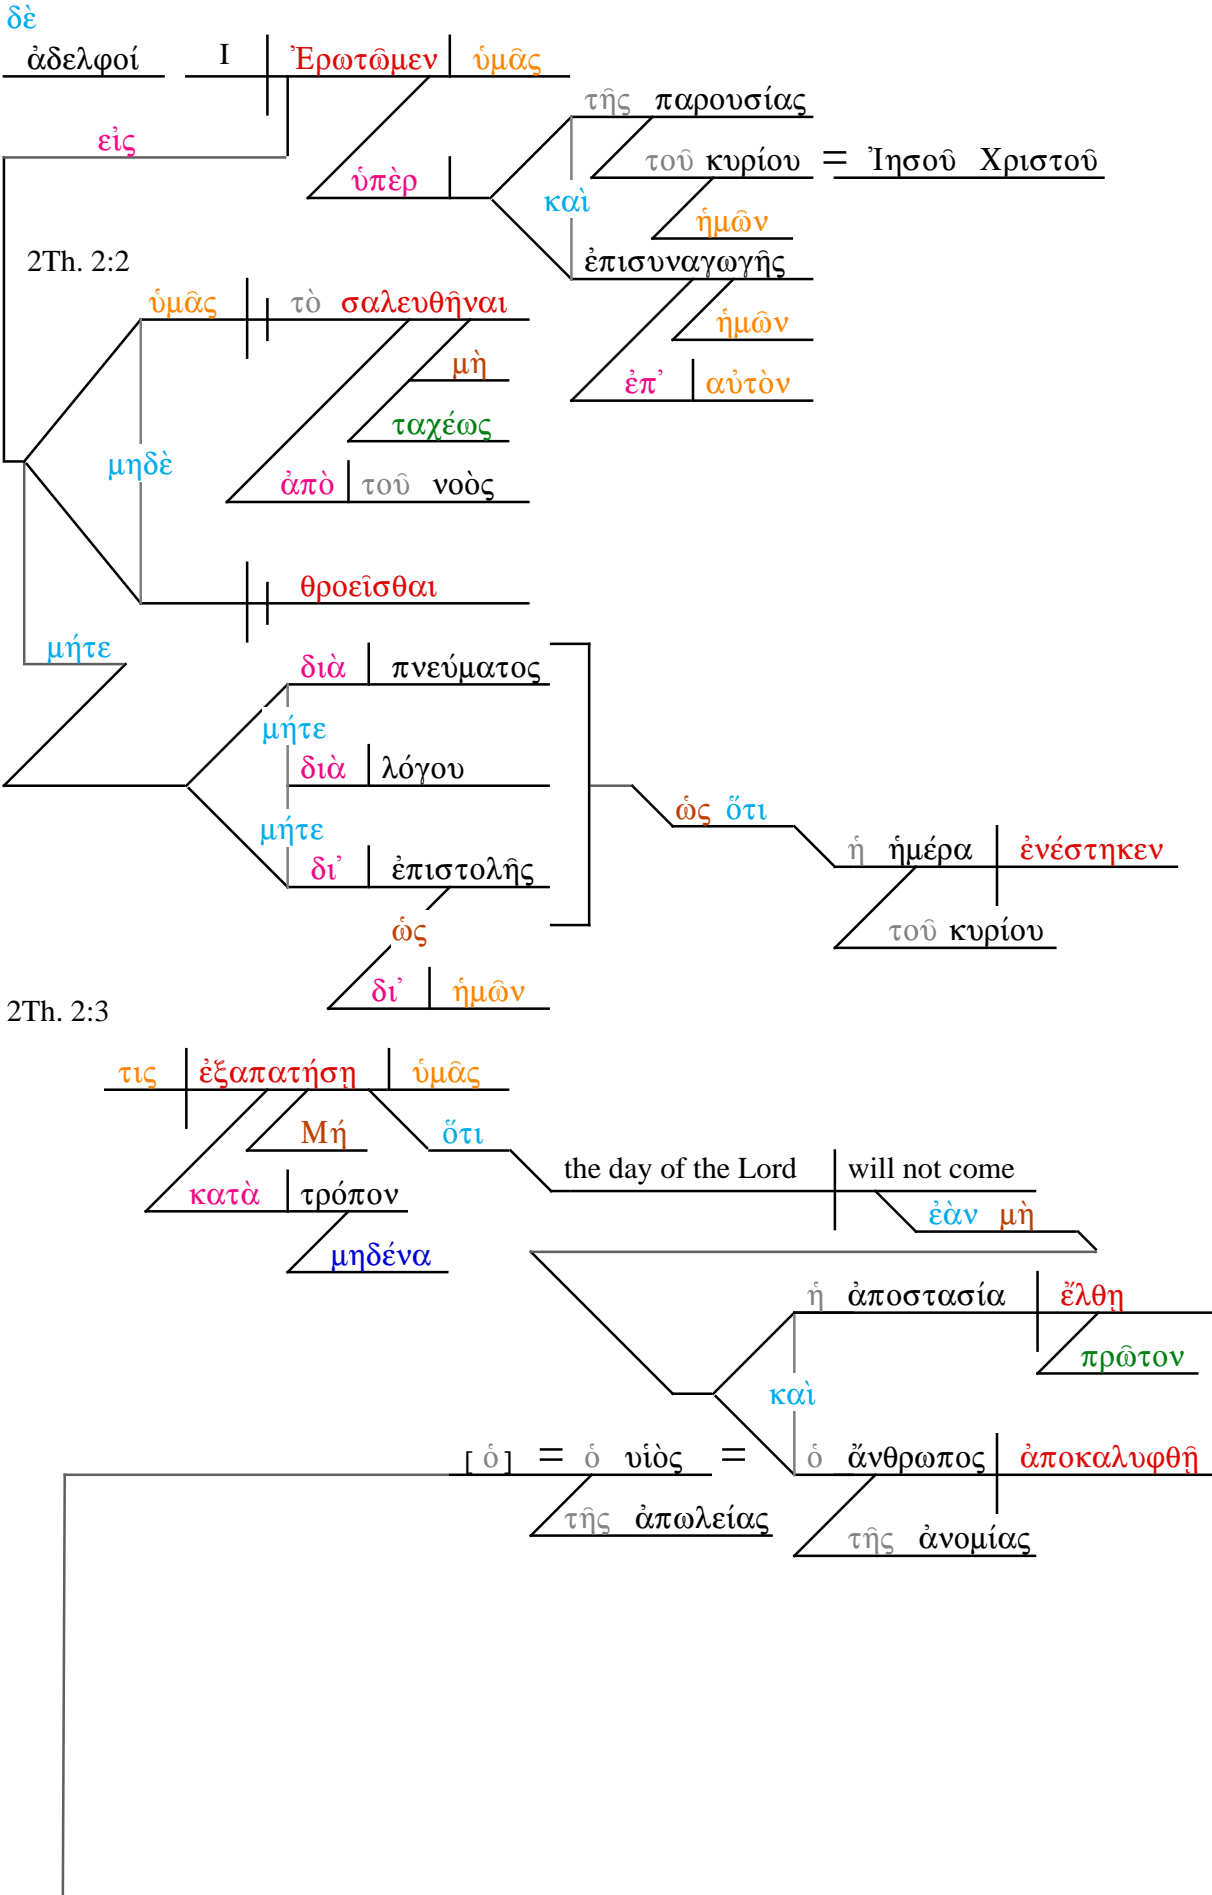 δὲ
ἀδελφοί I Ἐρωτῶμεν ὑμᾶς
τῆς παρουσίας
εἰς
ὑπὲρ
τοῦ κυρίου = Ἰησοῦ Χριστοῦ
καὶ
ἡμῶν
2Th. 2:2
ἐπισυναγωγῆς
ὑμᾶς τὸ σαλευθῆναι
ἡμῶν
μὴ
ἐπ’ αὐτὸν
ταχέως
μηδὲ
ἀπὸ τοῦ νοὸς
θροεῖσθαι
μήτε
διὰ πνεύματος
μήτε
διὰ λόγου
ὡς ὅτι
μήτε
ἡ ἡμέρα ἐνέστηκεν
δι’ ἐπιστολῆς
ὡς
τοῦ κυρίου
δι’ ἡμῶν
2Th. 2:3
τις ἐξαπατήσῃ ὑμᾶς
Μή ὅτι
the day of the Lord will not come
κατὰ τρόπον
ἐὰν μὴ
μηδένα
ἡ ἀποστασία ἔλθῃ
πρῶτον
καὶ
[ ὁ ] = ὁ υἱὸς = ὁ ἄνθρωπος ἀποκαλυφθῇ
τῆς ἀπωλείας
τῆς ἀνομίας